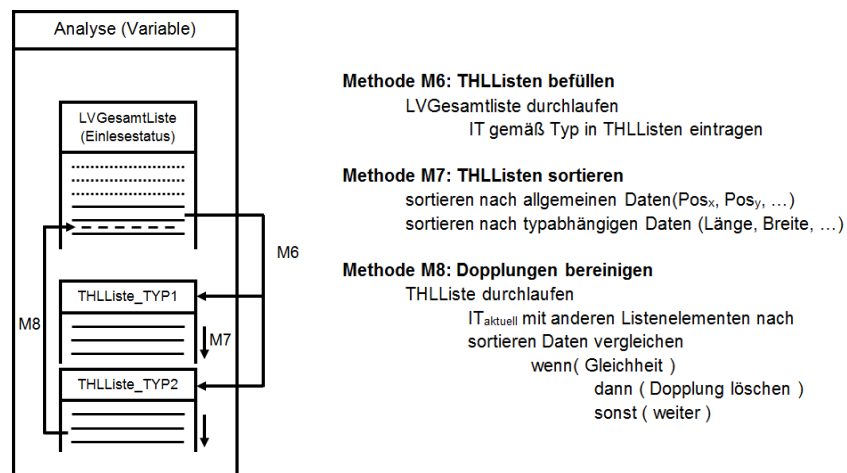 Analyse (Variable)
LVGesamtListe
(Einlesestatus)
M6
THLListe_TYP1
M8
M7
THLListe_TYP2
Methode M6: THLListen befüllen
LVGesamtliste durchlaufen
IT gemäß Typ in THLListen eintragen
Methode M7: THLListen sortieren
sortieren nach allgemeinen Daten(Posx, Posy, …)
sortieren nach typabhängigen Daten (Länge, Breite, …)
Methode M8: Dopplungen bereinigen
THLListe durchlaufen
ITaktuell mit anderen Listenelementen nach
sortieren Daten vergleichen
wenn( Gleichheit )
dann ( Dopplung löschen )
sonst ( weiter )